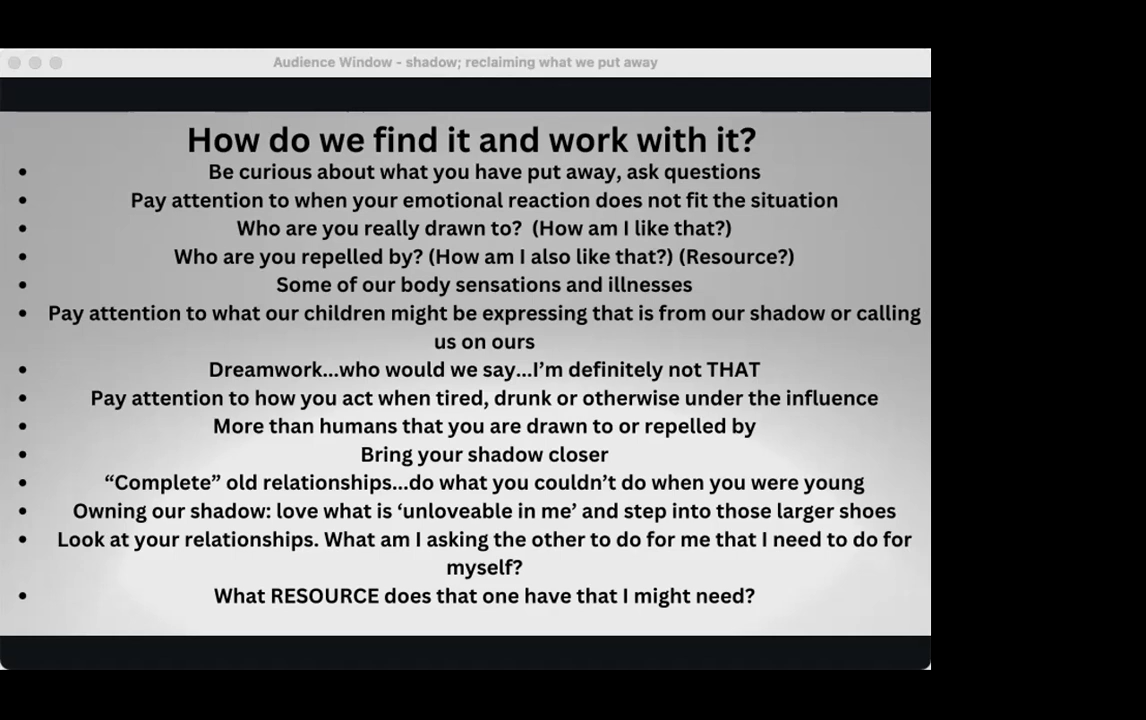 Audience Window - shadow; reclaiming what we put away
How do we find it and work with it?
• Be curious about what you have put away, ask questions
• Pay attention to when your emotional reaction does not fit the situation
• Who are you really drawn to? (How am I like that?)
• Who are you repelled by? (How am I also like that?) (Resource?)
• Some of our body sensations and illnesses
• Pay attention to what our children might be expressing that is from our shadow or calling
us on ours
• Dreamwork...who would we say...I’m definitely not THAT
• Pay attention to how you act when tired, drunk or otherwise under the influence
• More than humans that you are drawn to or repelled by
• Bring your shadow closer
• “Complete” old relationships...do what you couldn’t do when you were young
• Owning our shadow: love what is ‘unloveable in me’ and step into those larger shoes
• Look at your relationships. What am I asking the other to do for me that I need to do for
myself?
• What RESOURCE does that one have that I might need?